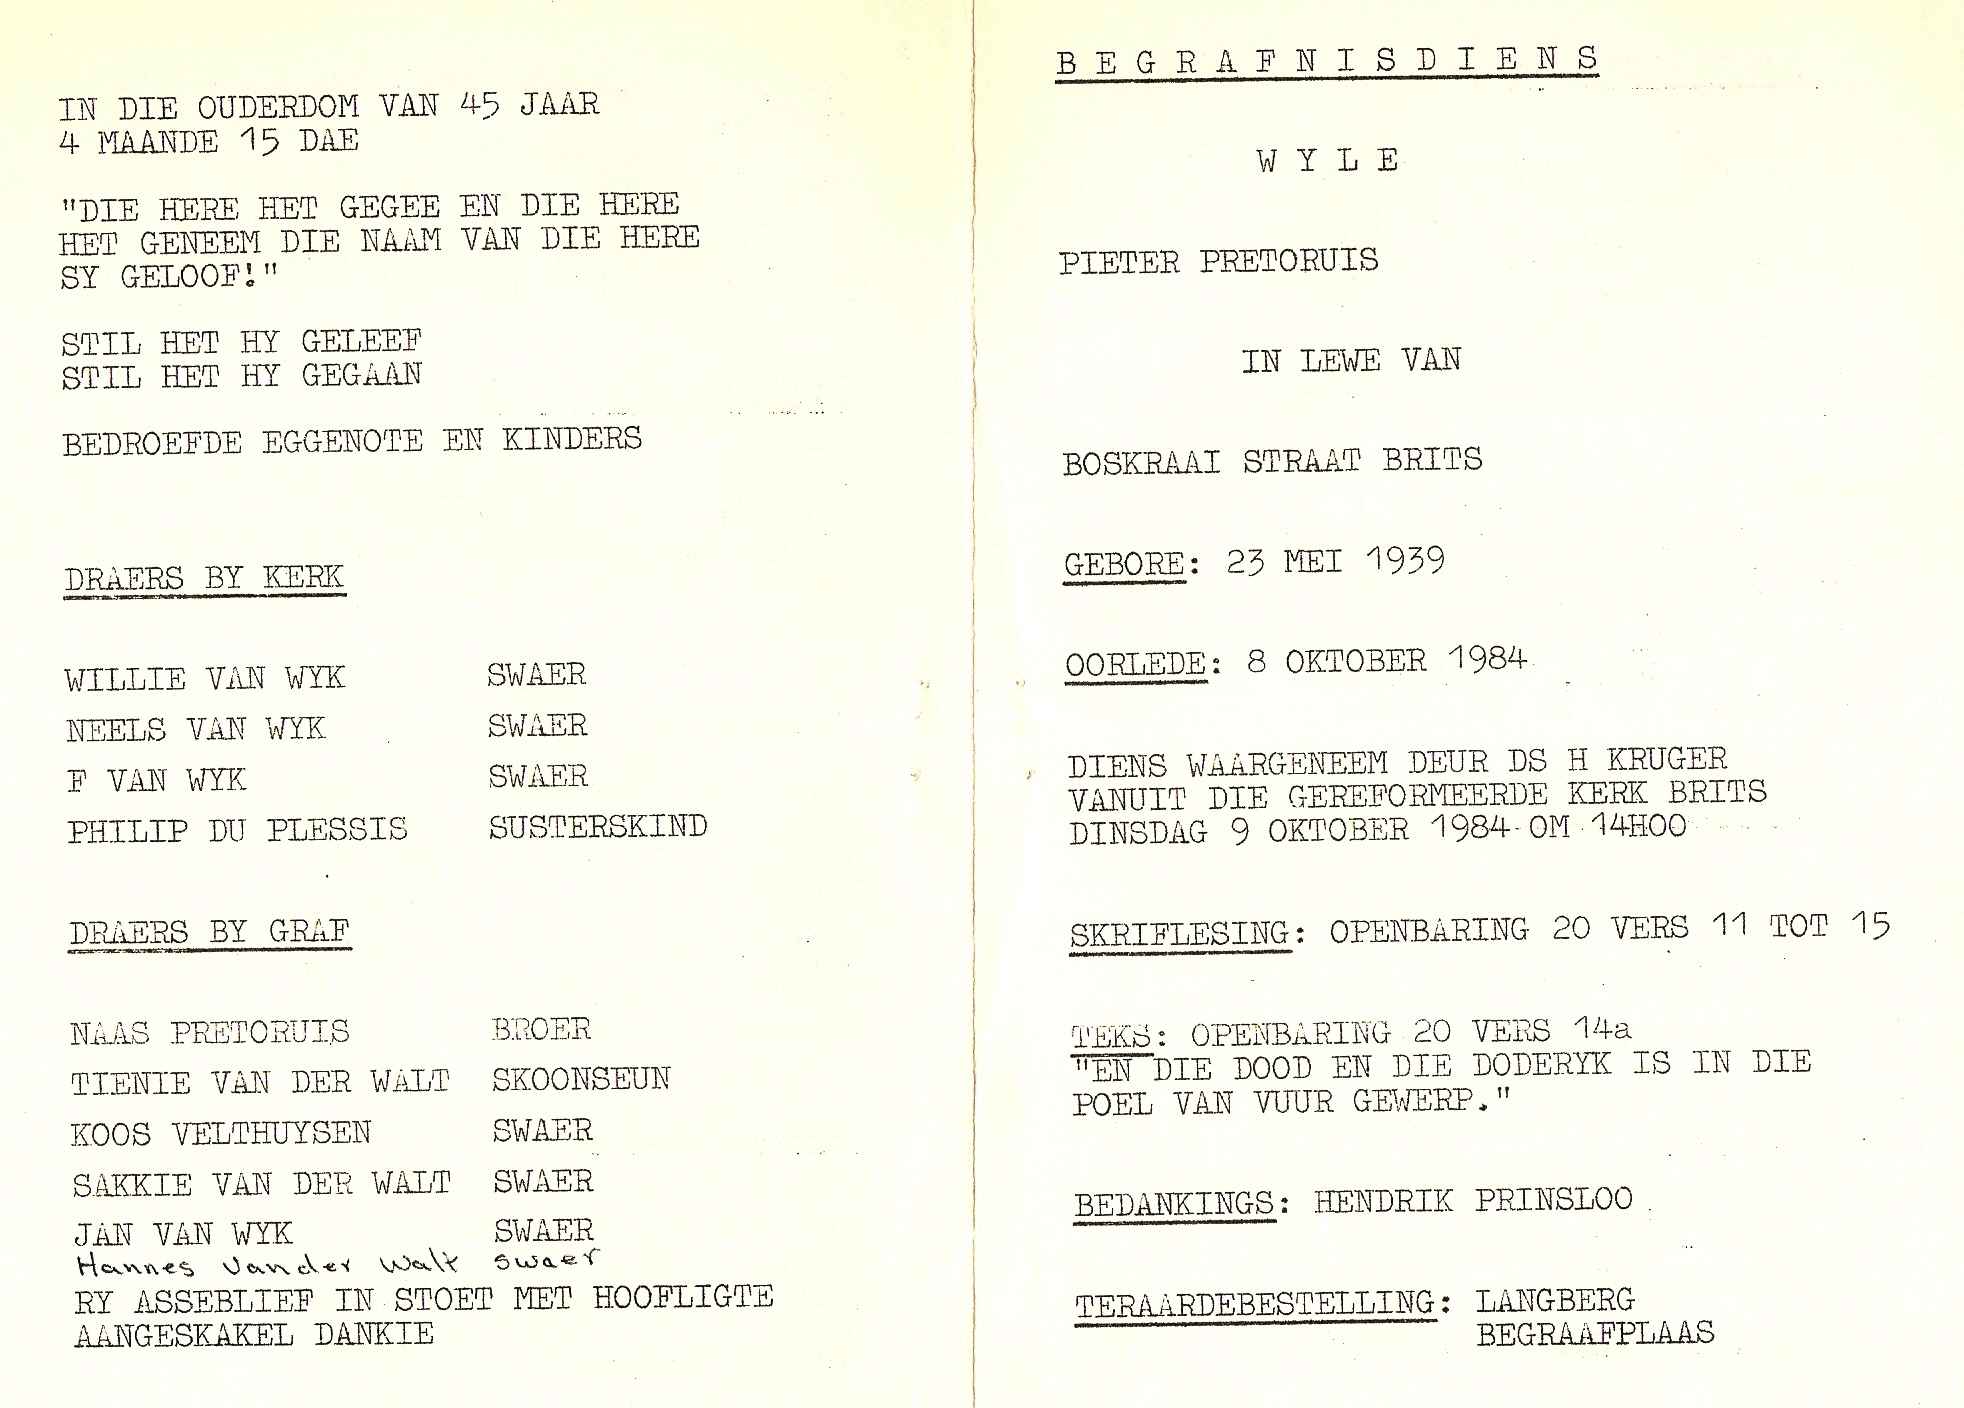 IN DIE OUDERDOM VAN 45 JAAR
4 MAANDE 15 DAE
"DIE HERE HET GEGEE EN DIE HERE
HET GENEEM DIE NAAM VAN DIE HERE
SY GELOOF!"
STIL HET HY GELEEF
STIL HET HY GEGAAN
BEDROEFDE EGGENOTE EN KINDERS
DRAERS BY KERK
WILLIE VAN WYK SWAER
NEELS VAN WYK SWAER
F VAN WYK SWAER
PHILIP DU PLESSIS SUSTERSKIND
DRAERS BY GRAF
NAAS PRETORUIS BROER
TIENIE VAN DER WALT SKOONSEUN
KOOS VELTHUYSEN SWAER
SAKKIE VAN DER WALT SWAER
JAN VAN WYK SWAER
Hannes van der Walt swaer
RY ASSEBLIEF IN STOET MET HOOFLIGTE
AANGESKAKEL DANKIE
B E G R A F N I S D I E N S
W Y L E
PIETER PRETORUIS
IN LEWE VAN
BOSKRAAI STRAAT BRITS
GEBORE: 23 MEI 1939
OORLEDE: 8 OKTOBER 1984
DIENS WAARGENEEM DEUR DS H KRUGER
VANUIT DIE GEREFORMEERDE KERK BRITS
DINSDAG 9 OKTOBER 1984 OM 14H00
SKRIFLESING: OPENBARING 20 VERS 11 TOT 15
TEKS: OPENBARING 20 VERS 14a
"EN DIE DOOD EN DIE DODERYK IS IN DIE
POEL VAN VUUR GEWERP."
BEDANKINGS: HENDRIK PRINSLOO
TERAARDEBESTELLING: LANGBERG
BEGRAAFPLAAS